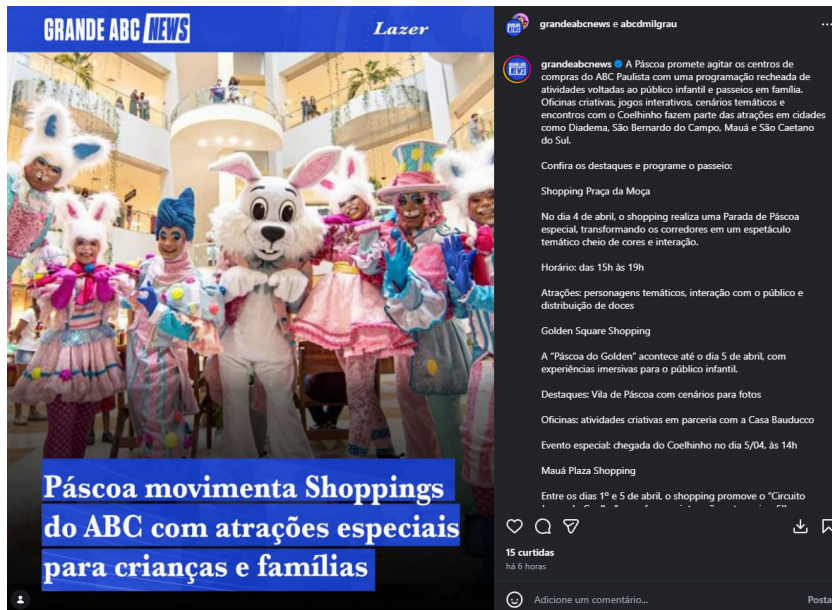 GRANDE ABC NEWS
Lazer
Páscoa movimenta Shoppings
do ABC com atrações especiais
para crianças e famílias
grandeabcnews e abcdmilgrau
grandeabcnews A Páscoa promete agitar os centros de
compras do ABC Paulista com uma programação recheada de
atividades voltadas ao público infantil e passeios em família.
Oficinas criativas, jogos interativos, cenários temáticos e
encontros com o Coelhinho fazem parte das atrações em cidades
como Diadema, São Bernardo do Campo, Mauá e São Caetano
do Sul.
Confira os destaques e programe o passeio:
Shopping Praça da Moça
No dia 4 de abril, o shopping realiza uma Parada de Páscoa
especial, transformando os corredores em um espetáculo
temático cheio de cores e interação.
Horário: das 15h às 19h
Atrações: personagens temáticos, interação com o público e
distribuição de doces
Golden Square Shopping
A “Páscoa do Golden” acontece até o dia 5 de abril, com
experiências imersivas para o público infantil.
Destaques: Vila de Páscoa com cenários para fotos
Oficinas: atividades criativas em parceria com a Casa Bauducco
Evento especial: chegada do Coelhinho no dia 5/04, às 14h
Mauá Plaza Shopping
Entre os dias 1º e 5 de abril, o shopping promove o “Circuito
15 curtidas
há 6 horas
Adicione um comentário...
Posta